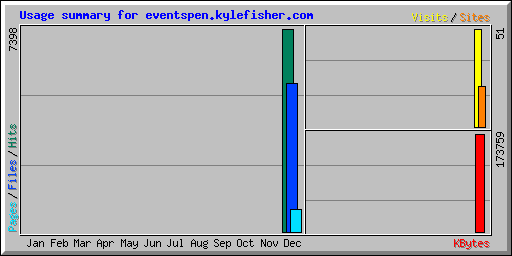 Usage summary for eventspen.kylefisher.com
Visits / Sites
7398
51
Pages / Files / Hits
173759
Jan Feb Mar Apr May Jun Jul Aug Sep Oct Nov Dec
KBytes